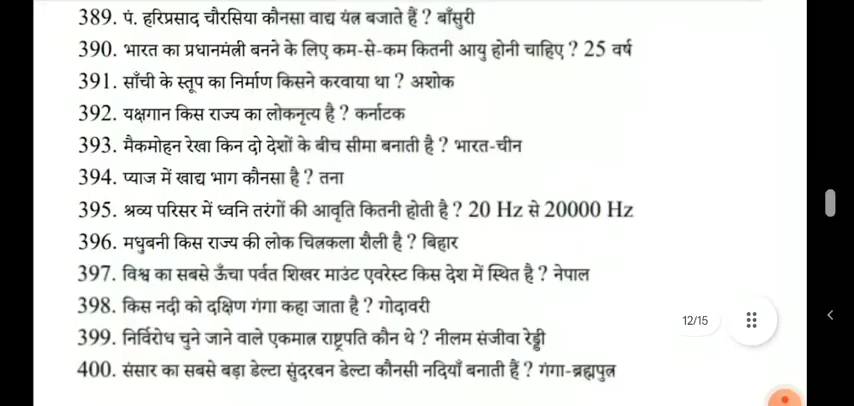 389. पं. हरिप्रसाद चौरसिया कौनसा वाद्य यंत्र बजाते हैं ? बाँसुरी
390. भारत का प्रधानमंत्री बनने के लिए कम-से-कम कितनी आयु होनी चाहिए ? 25 वर्ष
391. साँची के स्तूप का निर्माण किसने करवाया था ? अशोक
392. यक्षगान किस राज्य का लोकनृत्य है ? कर्नाटक
393. मैकमोहन रेखा किन दो देशों के बीच सीमा बनाती है ? भारत-चीन
394. प्याज में खाद्य भाग कौनसा है ? तना
395. श्रव्य परिसर में ध्वनि तरंगों की आवृति कितनी होती है ? 20 Hz से 20000 Hz
396. मधुबनी किस राज्य की लोक चित्रकला शैली है ? बिहार
397. विश्व का सबसे ऊँचा पर्वत शिखर माउंट एवरेस्ट किस देश में स्थित है ? नेपाल
398. किस नदी को दक्षिण गंगा कहा जाता है ? गोदावरी
12/15
399. निर्विरोध चुने जाने वाले एकमात्र राष्ट्रपति कौन थे ? नीलम संजीवा रेड्डी
400. संसार का सबसे बड़ा डेल्टा सुंदरबन डेल्टा कौनसी नदियाँ बनाती हैं ? गंगा-ब्रह्मपुत्र